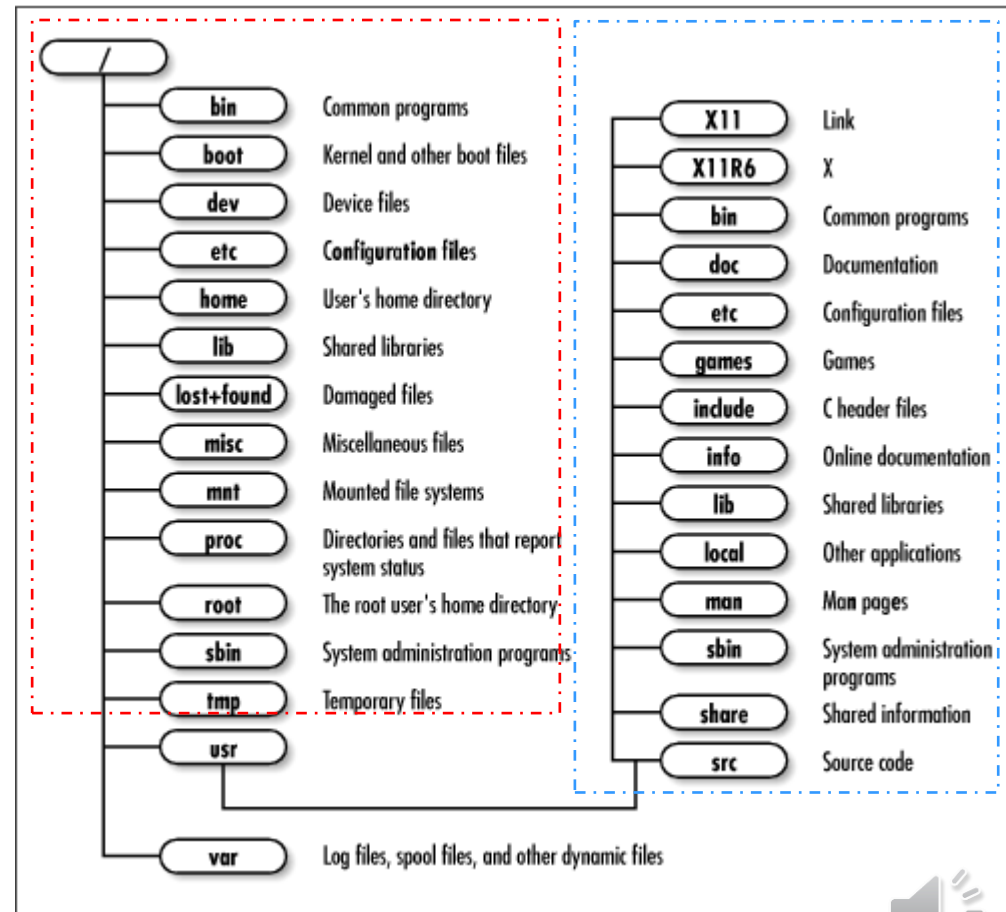 /
bin Common programs
boot Kernel and other boot files
dev Device files
etc Configuration files
home User's home directory
lib Shared libraries
lost+found Damaged files
misc Miscellaneous files
mnt Mounted file systems
proc Directories and files that report
system status
root The root user's home directory
sbin System administration programs
tmp Temporary files
usr
var Log files, spool files, and other dynamic files
X11 Link
X11R6 X
bin Common programs
doc Documentation
etc Configuration files
games Games
include C header files
info Online documentation
lib Shared libraries
local Other applications
man Man pages
sbin System administration
programs
share Shared information
src Source code